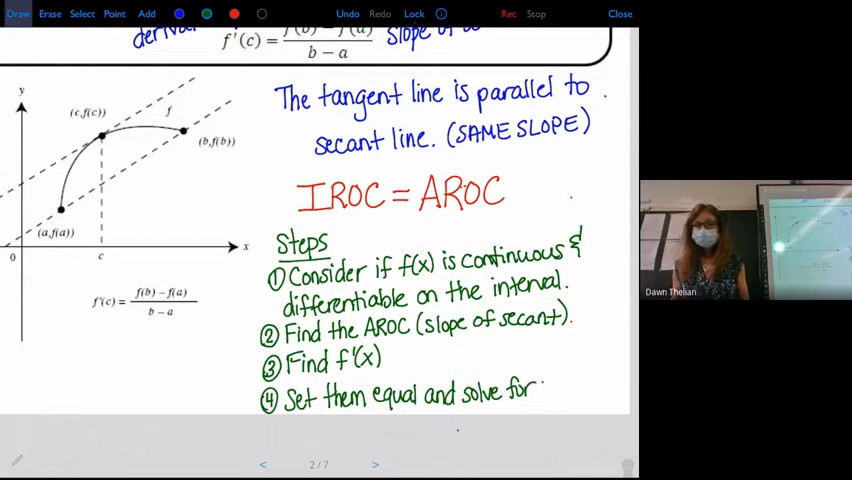 Draw Erase Select Point Add Undo Redo Lock Rec Stop Close
f'(c) = f(b) − f(a) / b − a slope of
y
(c,f(c)) f
(b,f(b))
(a,f(a))
0 c x
f'(c) = f(b) − f(a) / b − a
The tangent line is parallel to
secant line. (SAME SLOPE)
IROC = AROC
Steps
① Consider if f(x) is continuous &
differentiable on the interval.
② Find the AROC (slope of secant).
③ Find f'(x)
④ Set them equal and solve for
< 2 / 7 >
Dawn Thelian